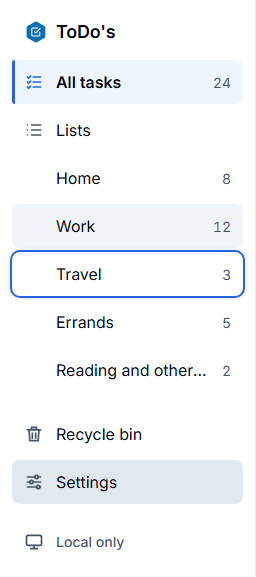 ToDo's
All tasks 24
Lists
Home 8
Work 12
Travel 3
Errands 5
Reading and other... 2
Recycle bin
Settings
Local only